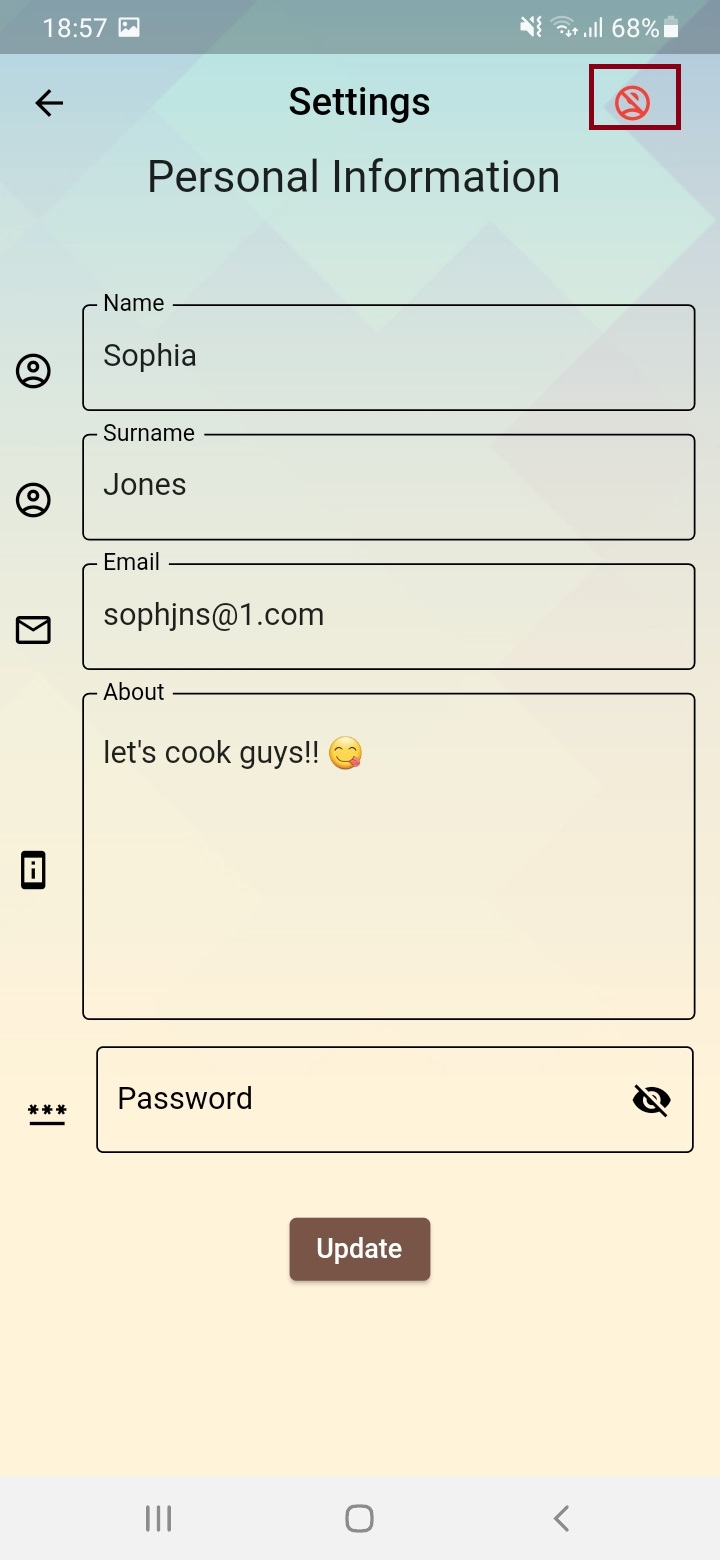 18:57 68%
Settings
Personal Information
Name
Sophia
Surname
Jones
Email
sophjns@1.com
About
let's cook guys!! 😋
Password
Update